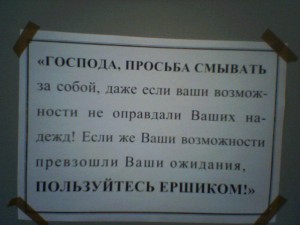 «ГОСПОДА, ПРОСЬБА СМЫВАТЬ
за собой, даже если ваши возмож-
ности не оправдали Ваших на-
дежд! Если же Ваши возможности
превзошли Ваши ожидания,
ПОЛЬЗУЙТЕСЬ ЕРШИКОМ!»